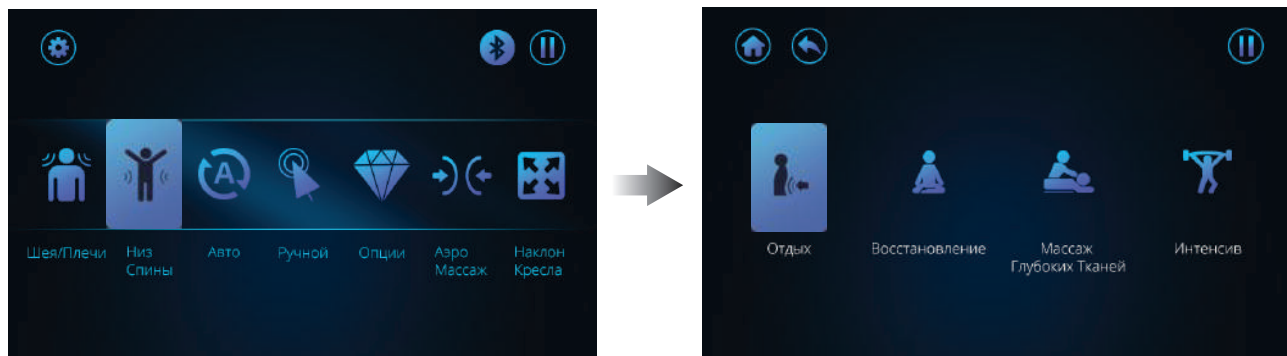 Шея/Плечи
Низ
Спины
Авто
Ручной
Опции
Аэро
Массаж
Наклон
Кресла
Отдых
Восстановление
Массаж
Глубоких Тканей
Интенсив